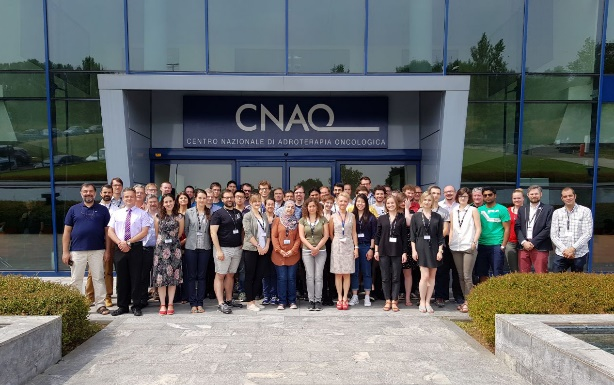 CNAO
CENTRO NAZIONALE DI ADROTERAPIA ONCOLOGICA